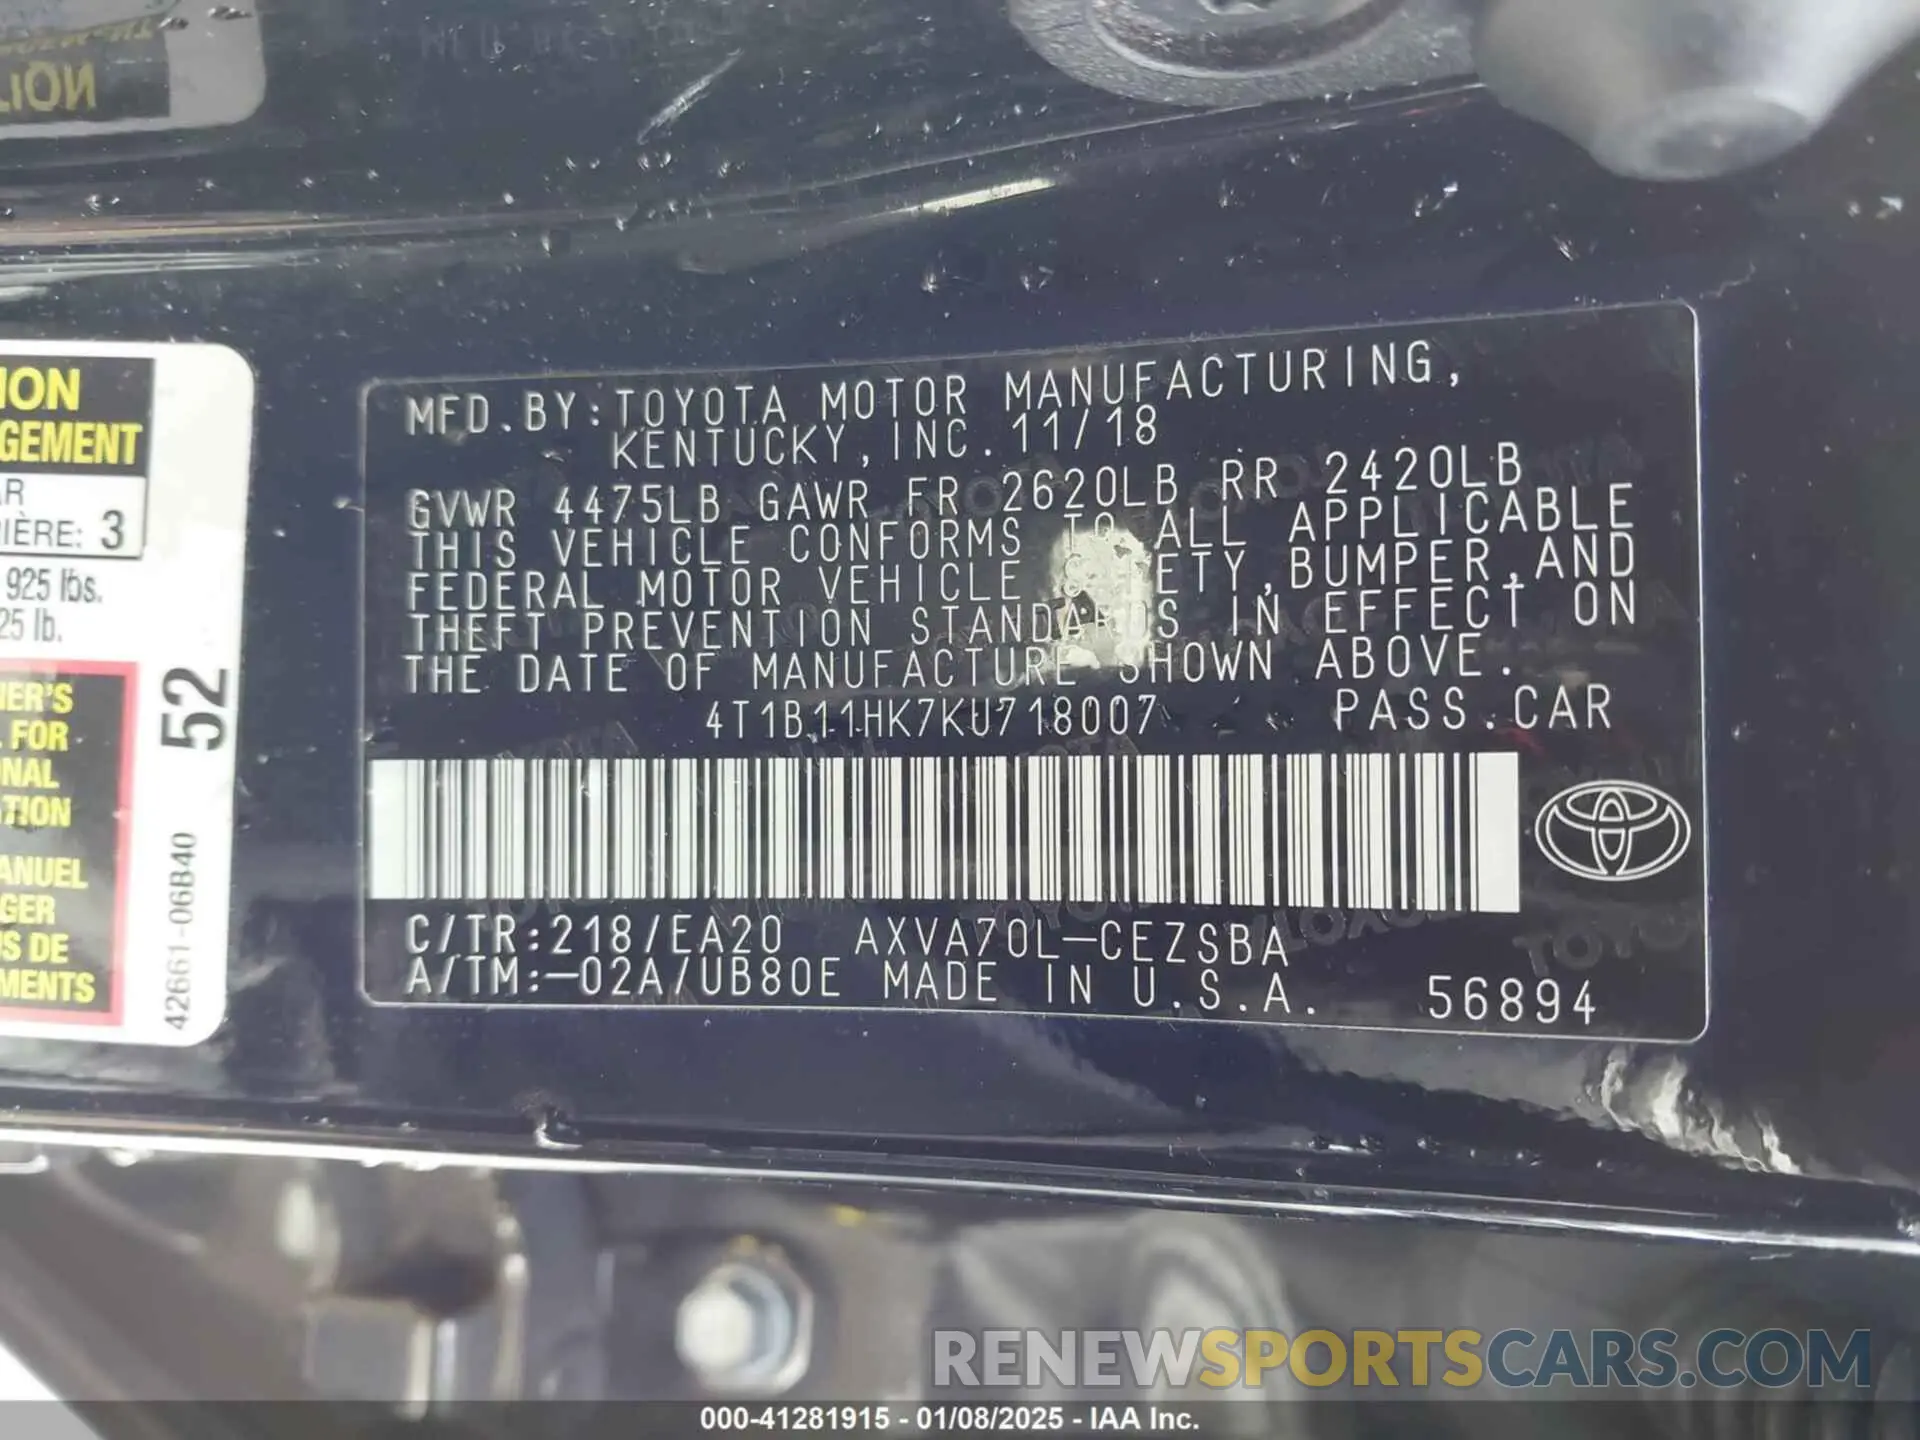 ION
GEMENT
AR
IÈRE: 3
925 lbs.
25 lb.
52
ER'S
FOR
NAL
TION
ANUEL
GER
S DE
MENTS
42661-06B40
MFD.BY:TOYOTA MOTOR MANUFACTURING,
KENTUCKY,INC. 11/18
GVWR 4475LB GAWR FR 2620LB RR 2420LB
THIS VEHICLE CONFORMS TO ALL APPLICABLE
FEDERAL MOTOR VEHICLE SAFETY,BUMPER,AND
THEFT PREVENTION STANDARDS IN EFFECT ON
THE DATE OF MANUFACTURE SHOWN ABOVE.
4T1B11HK7KU718007 PASS.CAR
C/TR:218/EA20 AXVA70L-CEZSBA
A/TM:-02A/UB80E MADE IN U.S.A. 56894
RENEWSPORTSCARS.COM
000-41281915 - 01/08/2025 - IAA Inc.